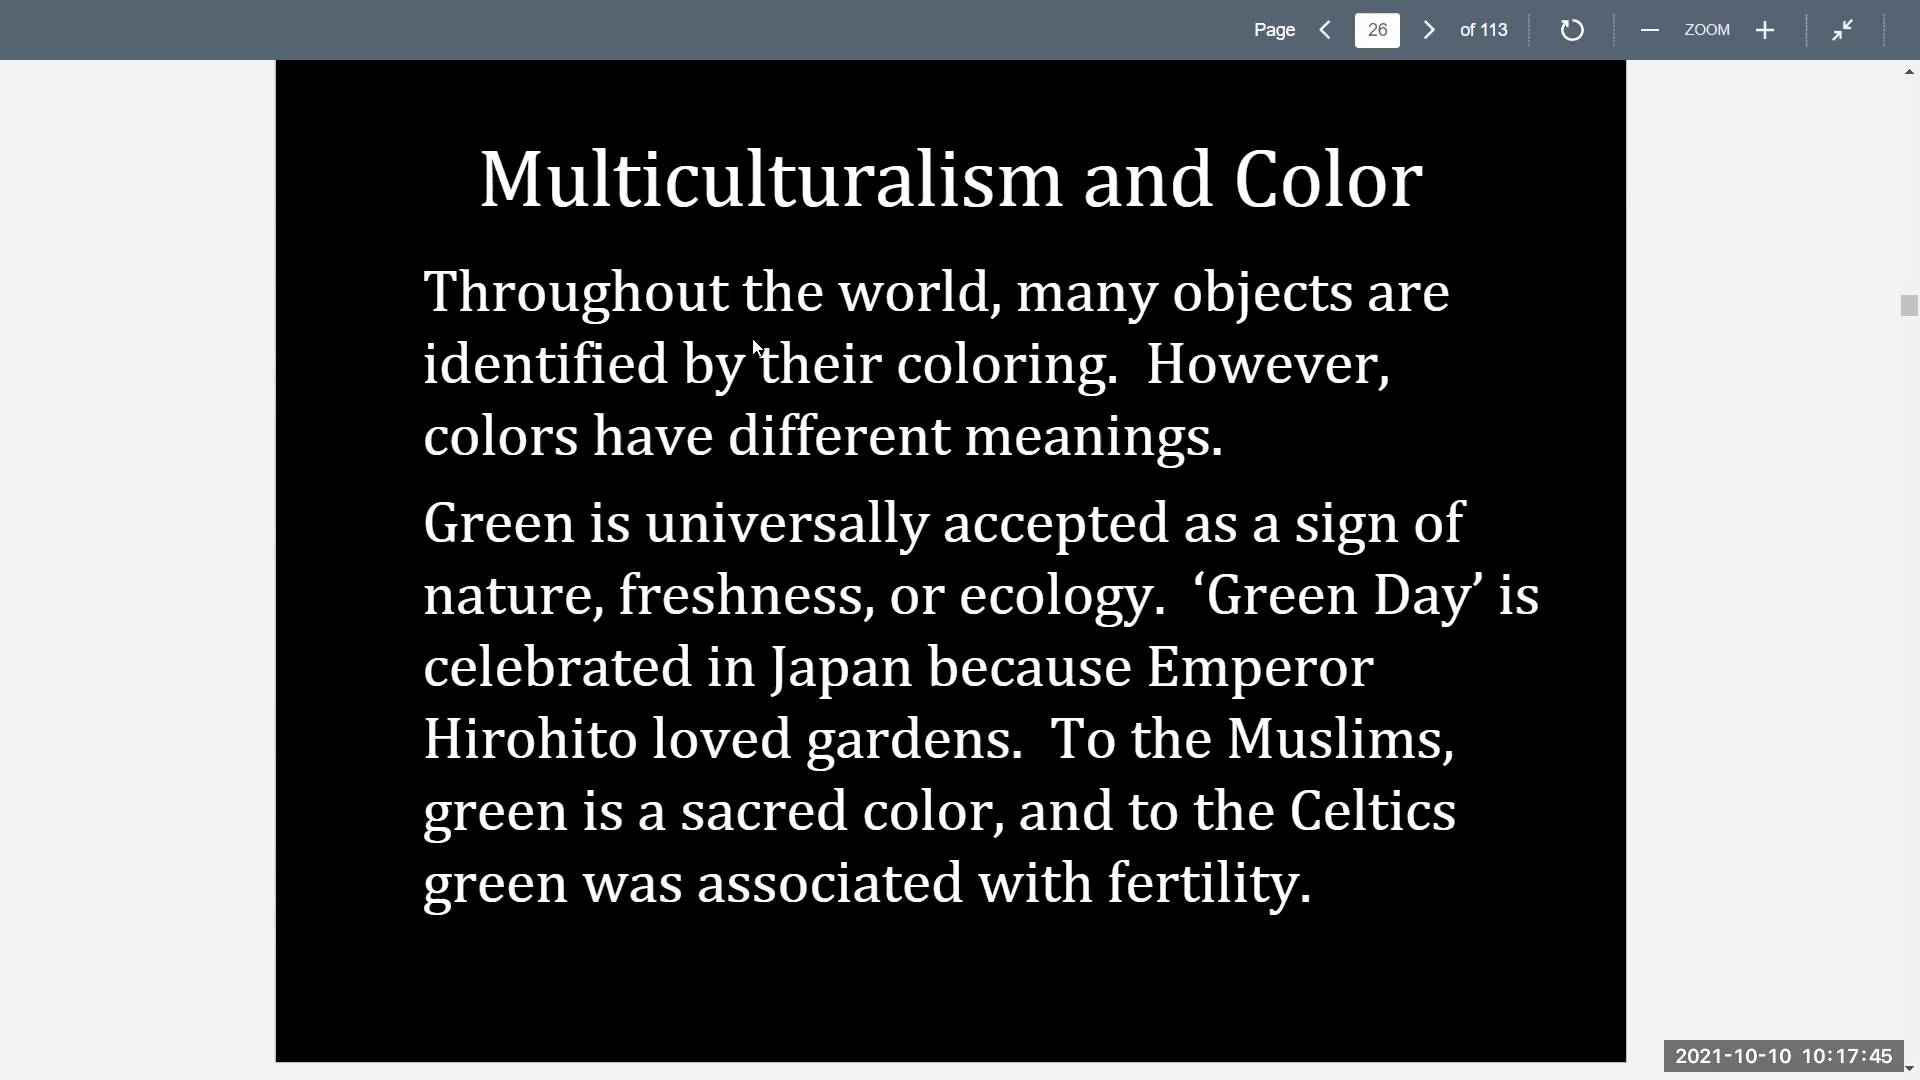 Page 26 of 113 ZOOM
Multiculturalism and Color
Throughout the world, many objects are
identified by their coloring.  However,
colors have different meanings.
Green is universally accepted as a sign of
nature, freshness, or ecology.  ‘Green Day’ is
celebrated in Japan because Emperor
Hirohito loved gardens.  To the Muslims,
green is a sacred color, and to the Celtics
green was associated with fertility.
2021-10-10 10:17:45